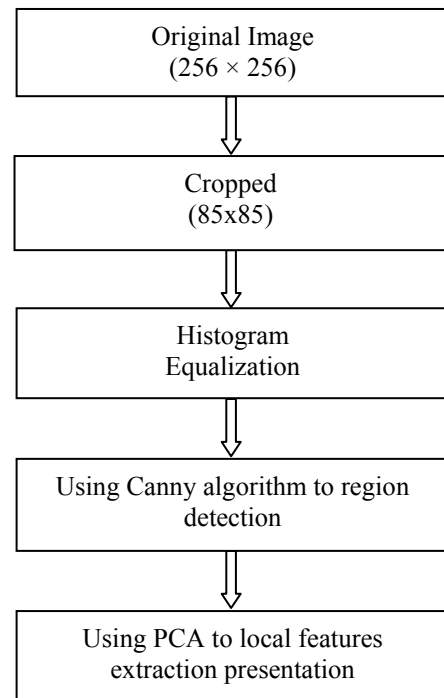 Original Image
(256 × 256)
Cropped
(85x85)
Histogram
Equalization
Using Canny algorithm to region
detection
Using PCA to local features
extraction presentation